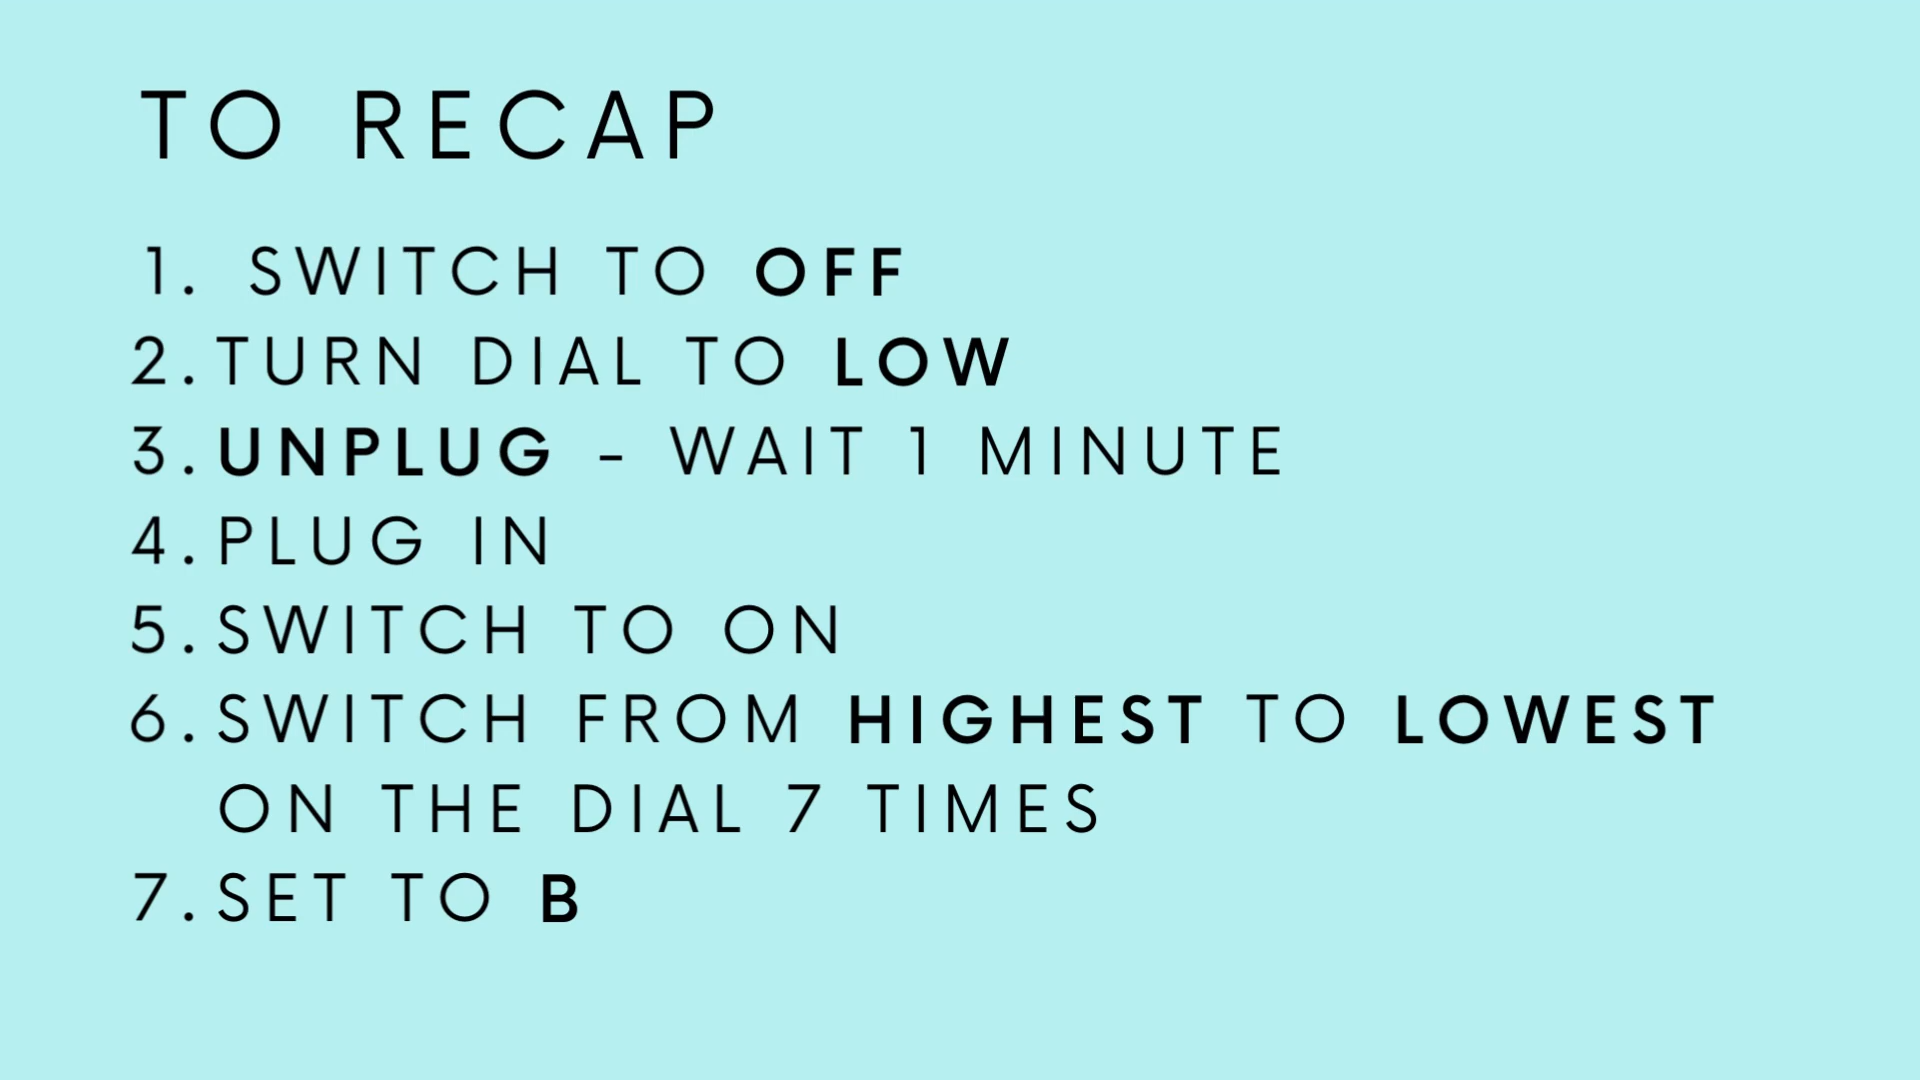 TO RECAP
1. SWITCH TO OFF
2. TURN DIAL TO LOW
3. UNPLUG - WAIT 1 MINUTE
4. PLUG IN
5. SWITCH TO ON
6. SWITCH FROM HIGHEST TO LOWEST
ON THE DIAL 7 TIMES
7. SET TO B